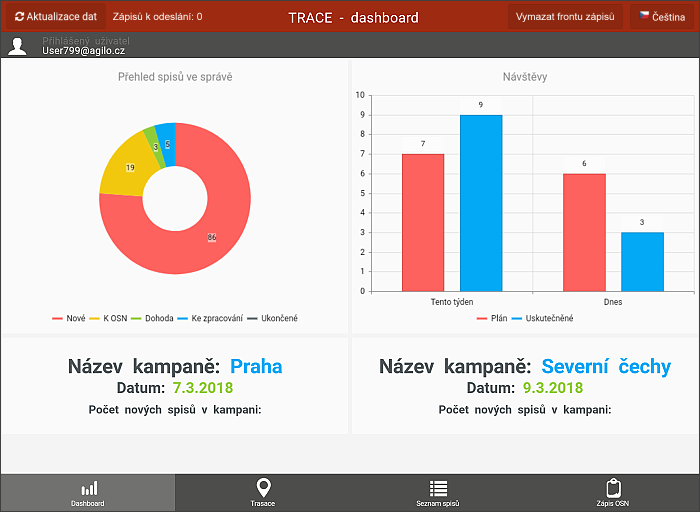 Aktualizace dat
Zápisů k odeslání: 0
TRACE - dashboard
Vymazat frontu zápisů
Čeština
Přihlášený uživatel
User799@agilo.cz
Přehled spisů ve správě
5
3
19
86
Nové K OSN Dohoda Ke zpracování Ukončené
Návštěvy
10
9
8
7
6
5
4
3
2
1
0
7
9
6
3
Tento týden
Dnes
Plán Uskutečněné
Název kampaně: Praha
Datum: 7.3.2018
Počet nových spisů v kampani:
Název kampaně: Severní čechy
Datum: 9.3.2018
Počet nových spisů v kampani:
Dashboard
Trasace
Seznam spisů
Zápis OSN